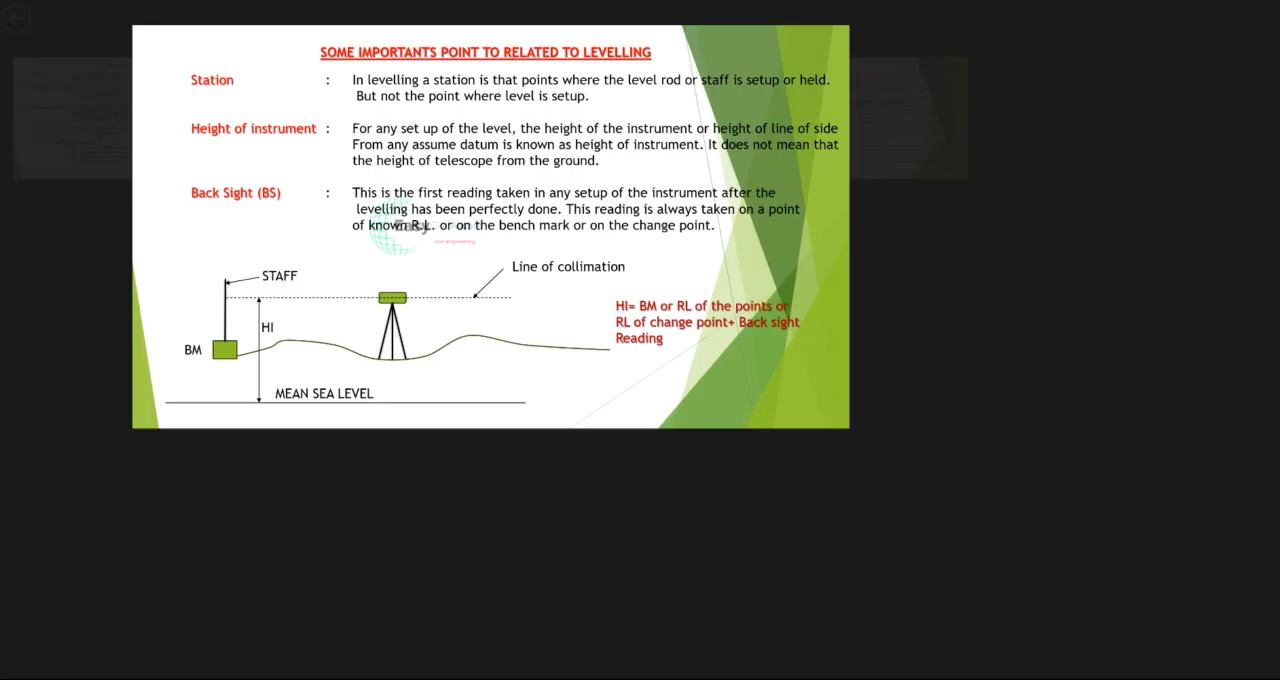 SOME IMPORTANTS POINT TO RELATED TO LEVELLING
Station : In levelling a station is that points where the level rod or staff is setup or held.
But not the point where level is setup.
Height of instrument : For any set up of the level, the height of the instrument or height of line of side
From any assume datum is known as height of instrument. It does not mean that
the height of telescope from the ground.
Back Sight (BS) : This is the first reading taken in any setup of the instrument after the
levelling has been perfectly done. This reading is always taken on a point
of known R.L. or on the bench mark or on the change point.
Easy
civil engineering
Line of collimation
STAFF
HI= BM or RL of the points or
RL of change point+ Back sight
Reading
HI
BM
MEAN SEA LEVEL